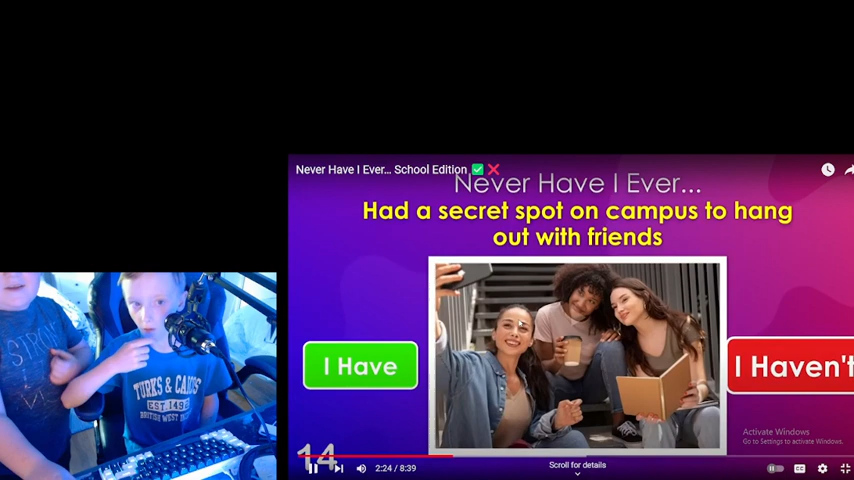 Never Have I Ever... School Edition ✅❌
Never Have I Ever...
Had a secret spot on campus to hang
out with friends
I Have
I Haven't
STRONG
TURKS & CAICOS
EST. 1492
BRITISH WEST
14
2:24 / 8:39
Scroll for details
Activate Windows
Go to Settings to activate Windows.